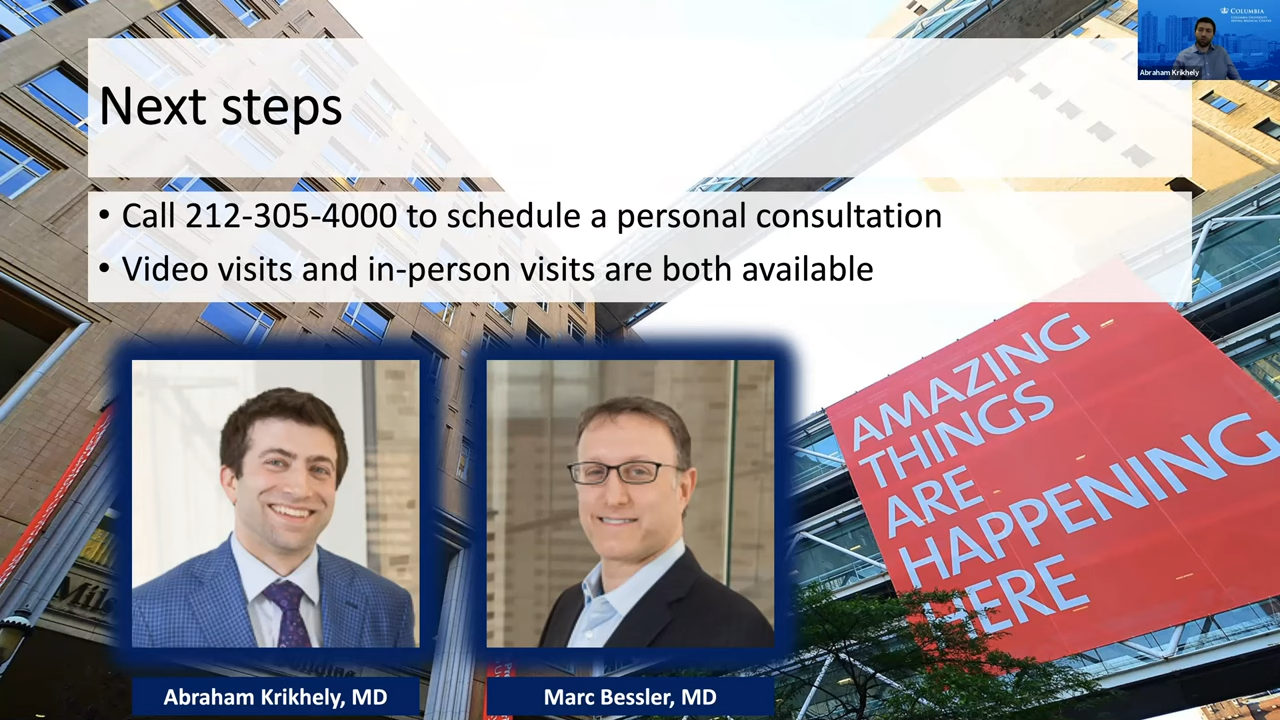 COLUMBIA
Abraham Krikhely
Next steps
• Call 212-305-4000 to schedule a personal consultation
• Video visits and in-person visits are both available
AMAZING
THINGS
ARE
HAPPENING
HERE
Abraham Krikhely, MD
Marc Bessler, MD